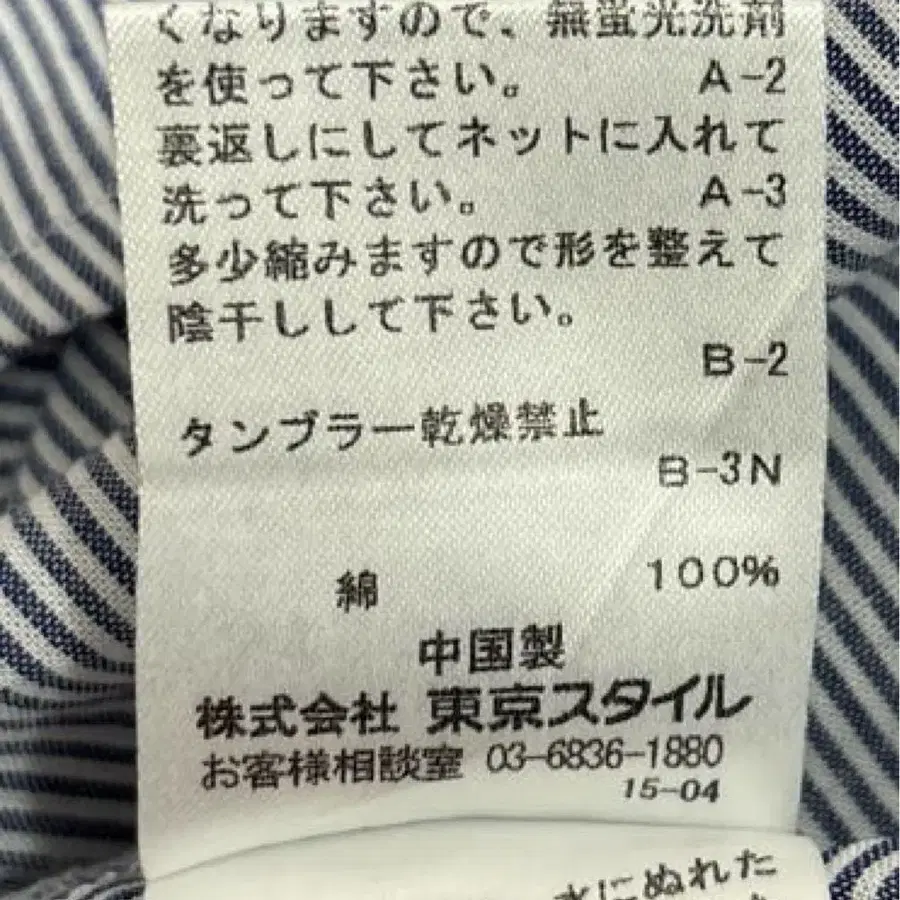 くなりますので、無蛍光洗剤
を使って下さい。 A-2
裏返しにしてネットに入れて
洗って下さい。 A-3
多少縮みますので形を整えて
陰干しして下さい。
B-2
タンブラー乾燥禁止
B-3N
綿 100%
中国製
株式会社 東京スタイル
お客様相談室 03-6836-1880
15-04
水にぬれた